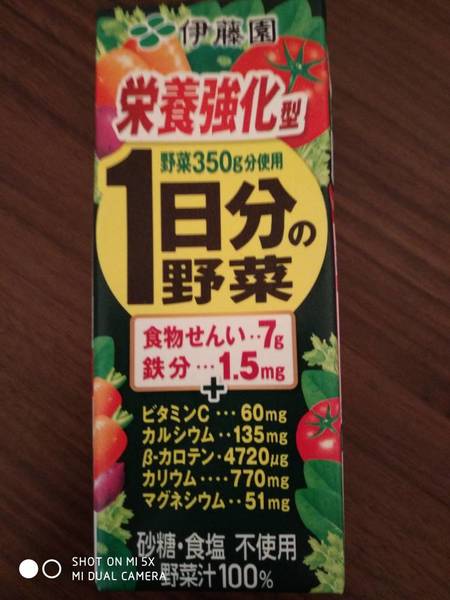 伊藤園
栄養強化型
野菜350g分使用
1日分の
野菜
食物せんい‥7g
鉄分…1.5mg
+
ビタミンC…60mg
カルシウム‥135mg
β-カロテン・4720μg
カリウム‥‥770mg
マグネシウム‥51mg
砂糖・食塩 不使用
野菜汁100%
SHOT ON MI 5X
MI DUAL CAMERA